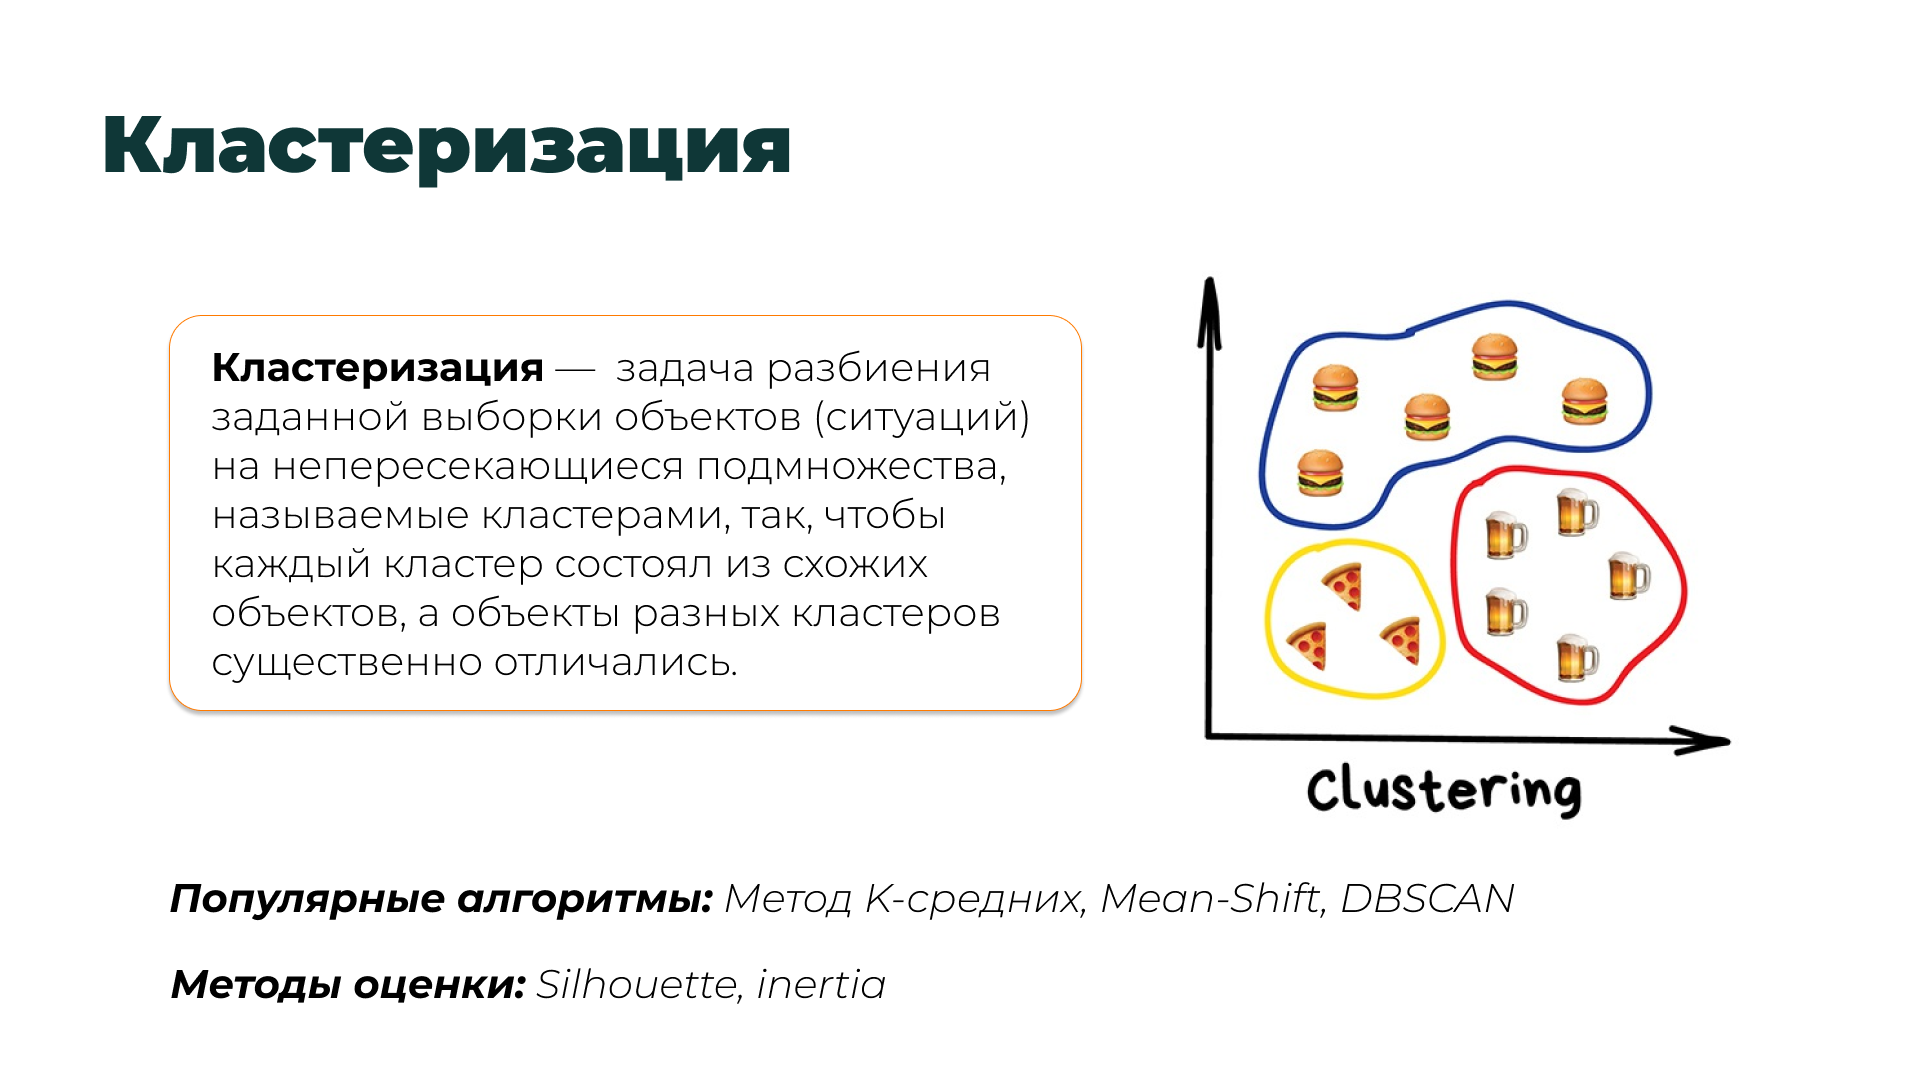 Кластеризация
Кластеризация — задача разбиения
заданной выборки объектов (ситуаций)
на непересекающиеся подмножества,
называемые кластерами, так, чтобы
каждый кластер состоял из схожих
объектов, а объекты разных кластеров
существенно отличались.
Clustering
Популярные алгоритмы: Метод K-средних, Mean-Shift, DBSCAN
Методы оценки: Silhouette, inertia